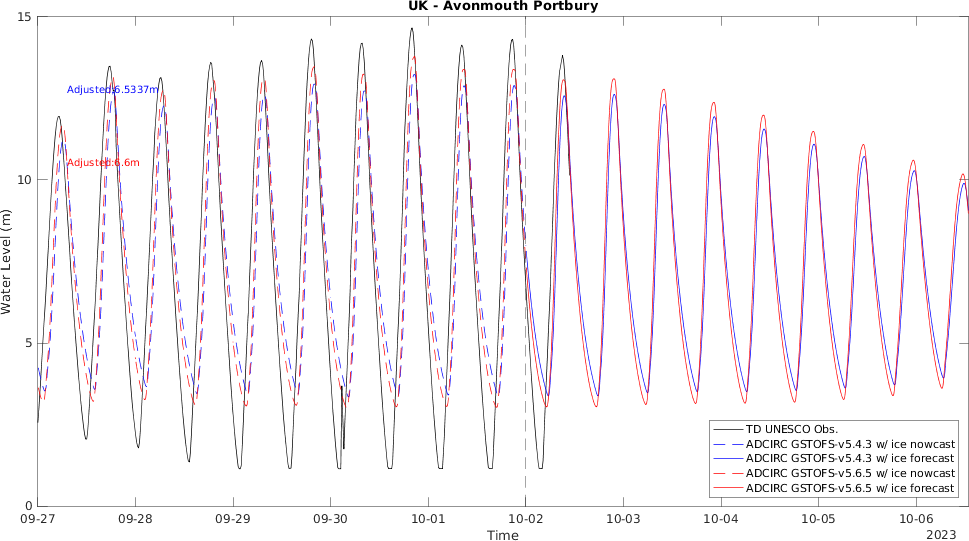 UK - Avonmouth Portbury
15
10
5
0
Water Level (m)
Adjusted:6.5337m
Adjusted:6.6m
TD UNESCO Obs.
ADCIRC GSTOFS-v5.4.3 w/ ice nowcast
ADCIRC GSTOFS-v5.4.3 w/ ice forecast
ADCIRC GSTOFS-v5.6.5 w/ ice nowcast
ADCIRC GSTOFS-v5.6.5 w/ ice forecast
09-27 09-28 09-29 09-30 10-01 10-02 10-03 10-04 10-05 10-06
Time
2023